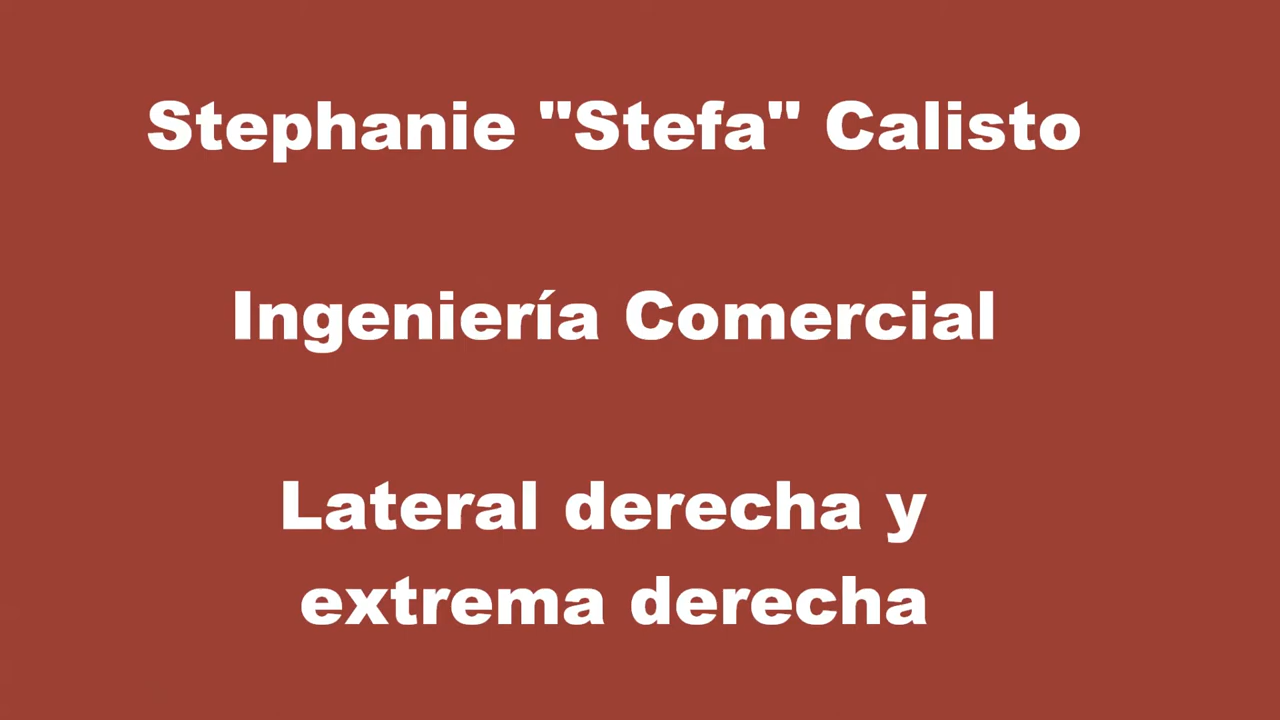 Stephanie "Stefa" Calisto
Ingeniería Comercial
Lateral derecha y
extrema derecha